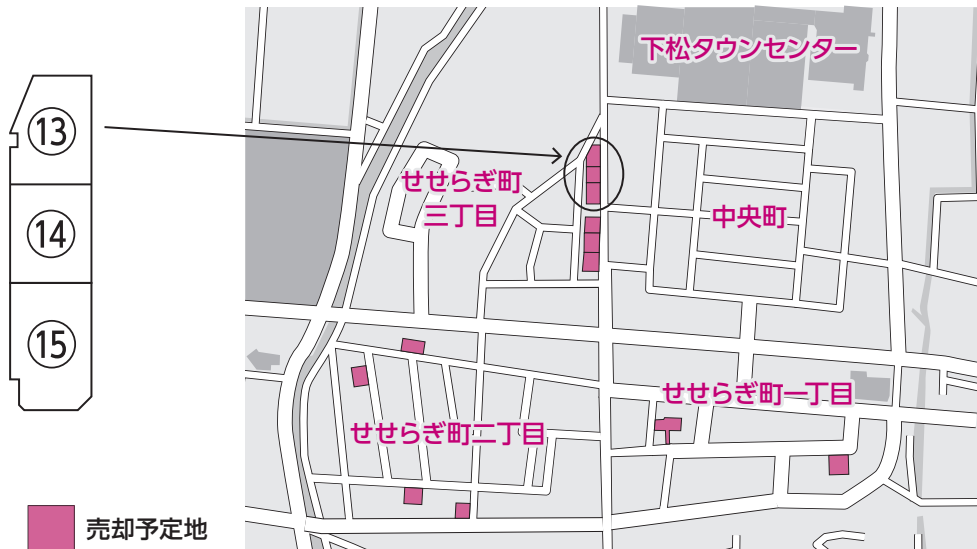 下松タウンセンター
⑬
せせらぎ町
三丁目
中央町
⑭
⑮
せせらぎ町一丁目
せせらぎ町二丁目
売却予定地